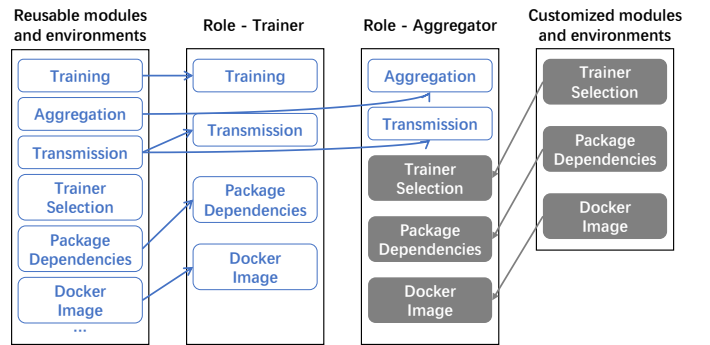 Reusable modules
and environments
Training
Aggregation
Transmission
Trainer
Selection
Package
Dependencies
Docker
Image
...
Role - Trainer
Training
Transmission
Package
Dependencies
Docker
Image
Role - Aggregator
Aggregation
Transmission
Trainer
Selection
Package
Dependencies
Docker
Image
Customized modules
and environments
Trainer
Selection
Package
Dependencies
Docker
Image